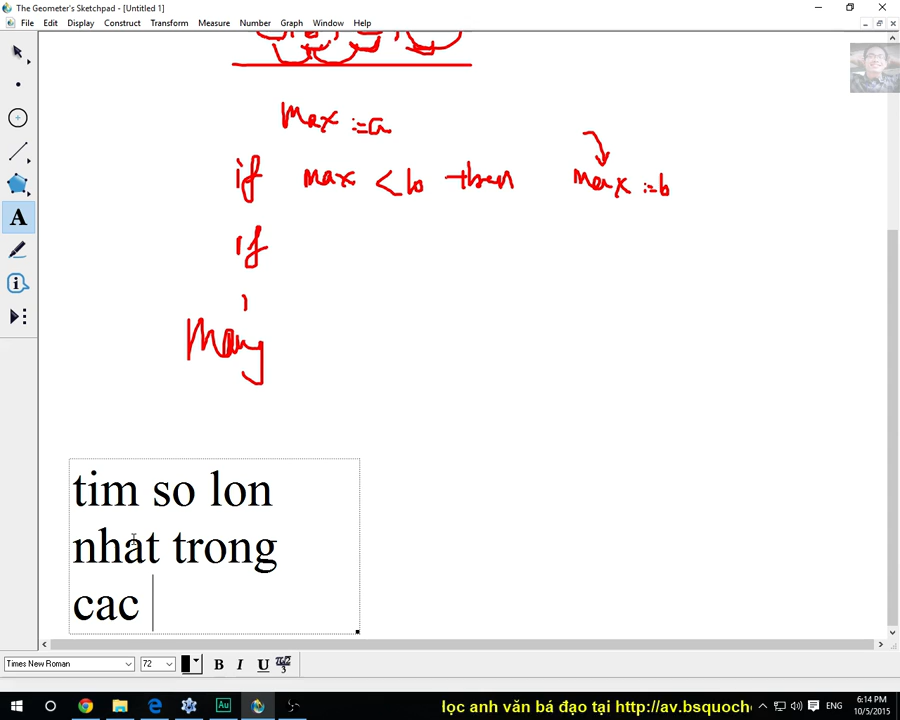 The Geometer's Sketchpad - [Untitled 1]
File Edit Display Construct Transform Measure Number Graph Window Help
Max := a
if max < b then max := b
if
Mảng
tim so lon
nhat trong
cac
Times New Roman 72 B I U
lọc anh văn bá đạo tại http://av.bsquoch
ENG 6:14 PM
10/5/2015